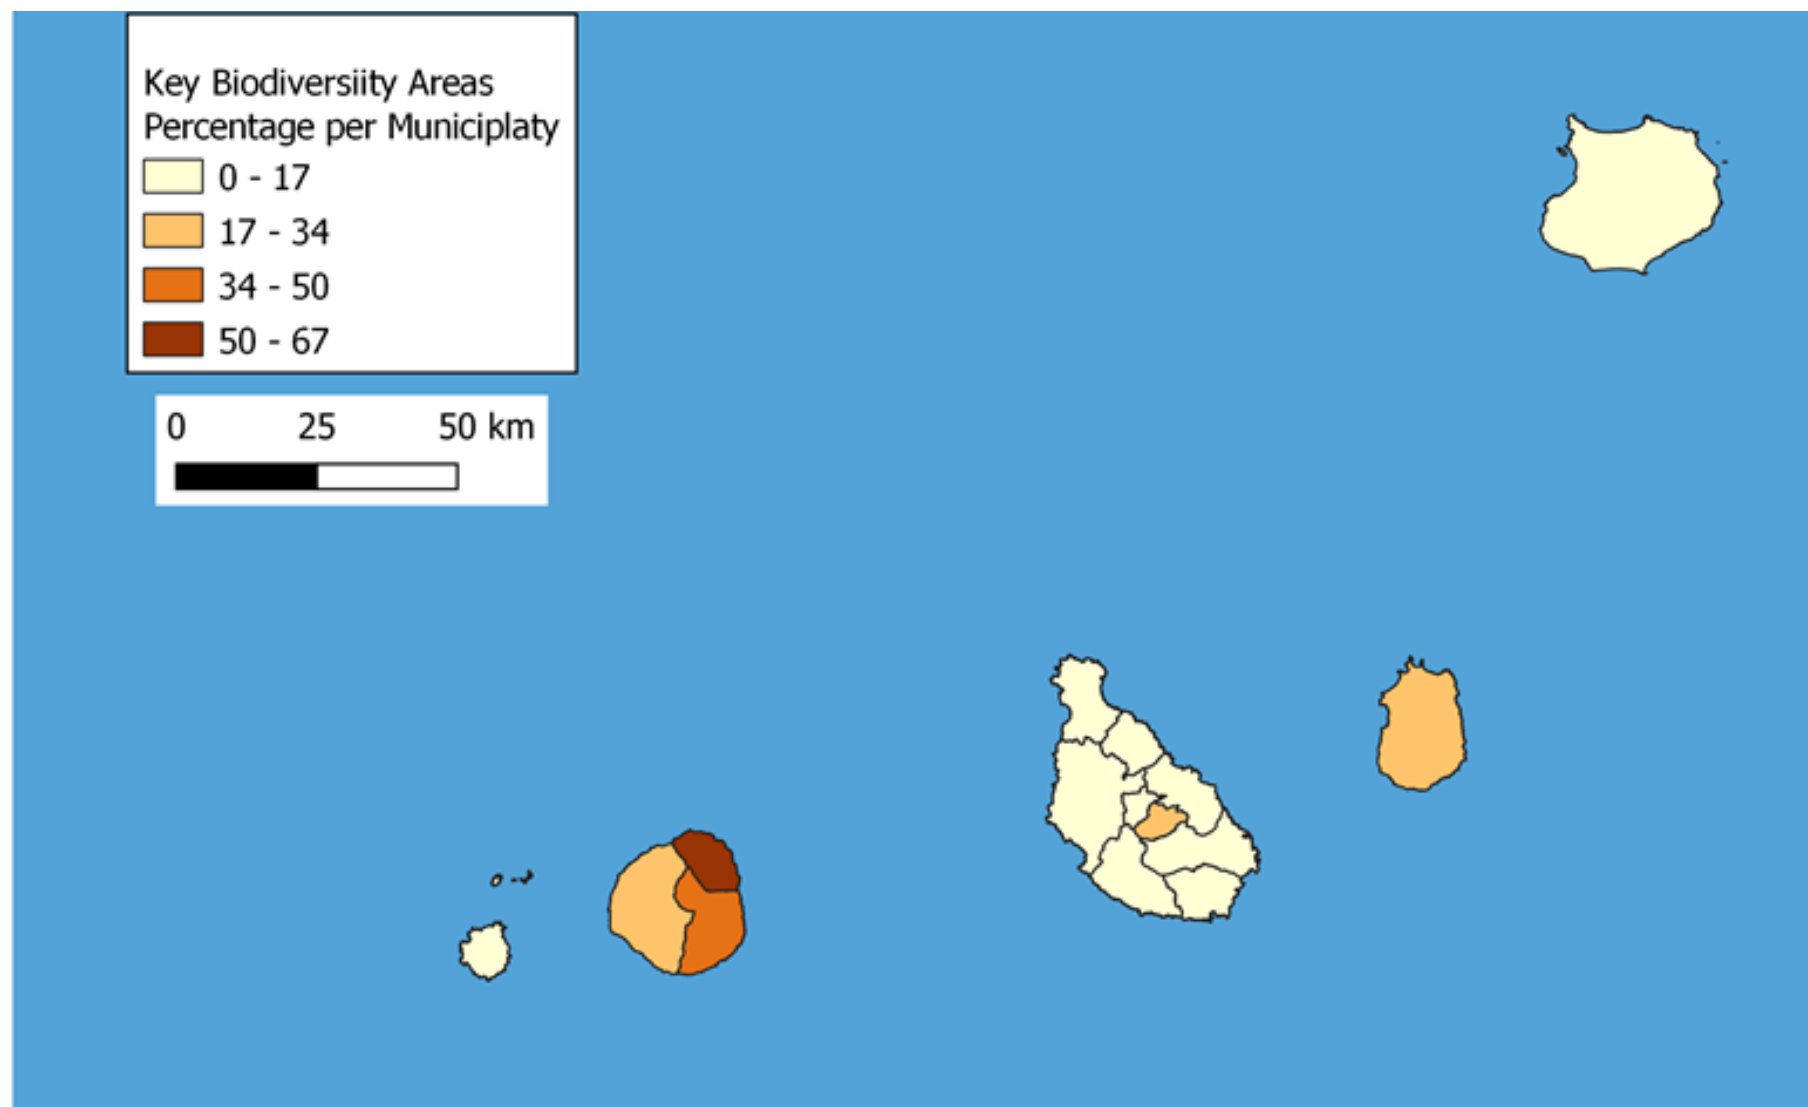 Key Biodiversiity Areas
Percentage per Municiplaty
0 - 17
17 - 34
34 - 50
50 - 67
0 25 50 km